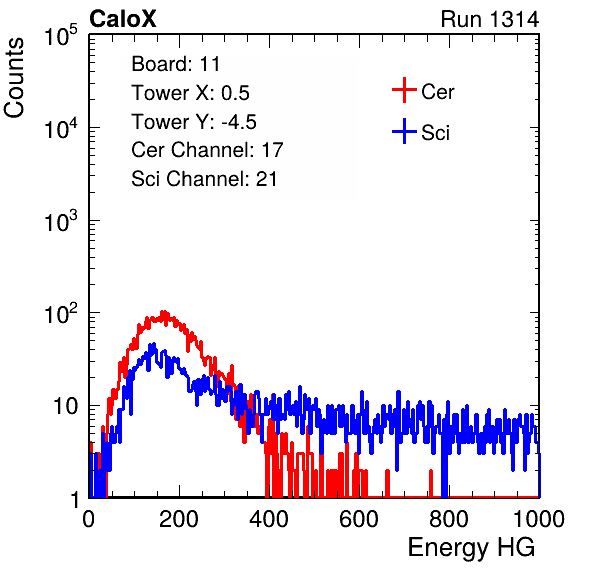 CaloX Run 1314
Counts
Board: 11
Tower X: 0.5
Tower Y: -4.5
Cer Channel: 17
Sci Channel: 21
Cer
Sci
10^5
10^4
10^3
10^2
10
1
0 200 400 600 800 1000
Energy HG